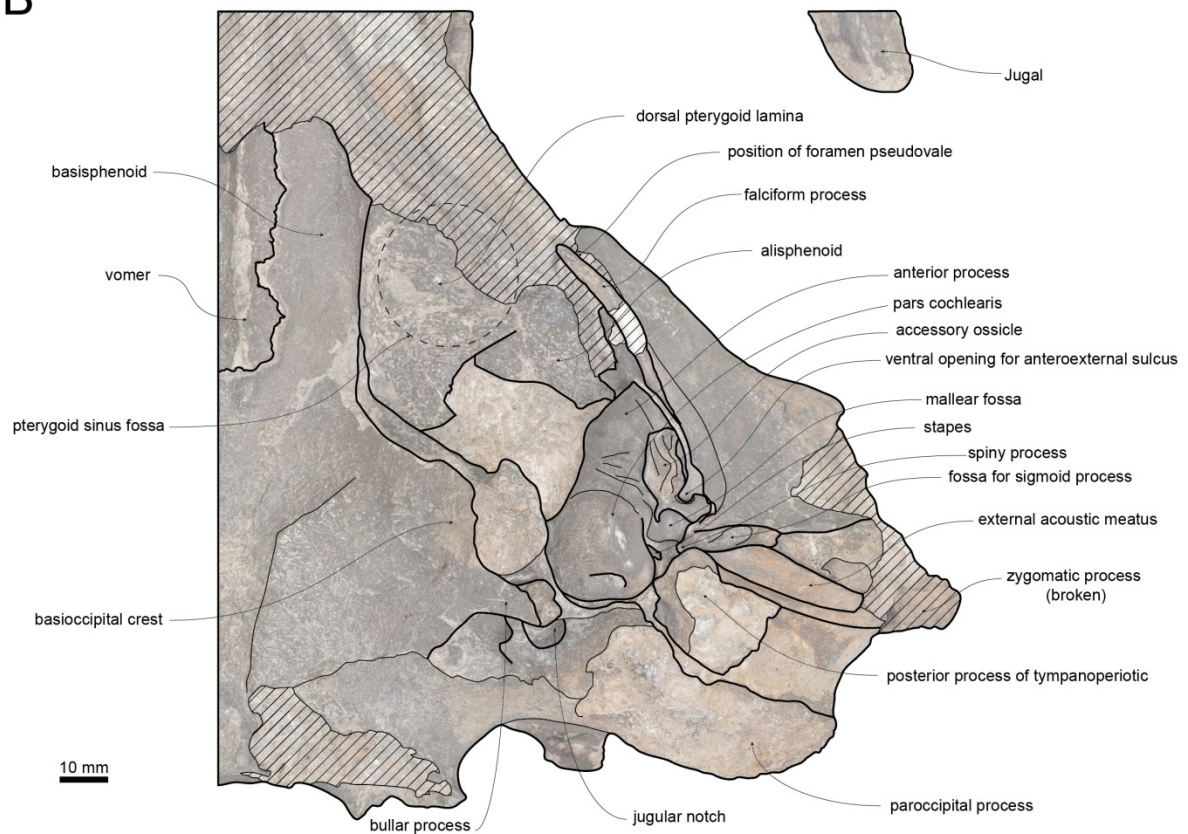 B
Jugal
dorsal pterygoid lamina
position of foramen pseudovale
falciform process
alisphenoid
anterior process
pars cochlearis
accessory ossicle
ventral opening for anteroexternal sulcus
mallear fossa
stapes
spiny process
fossa for sigmoid process
external acoustic meatus
zygomatic process
(broken)
posterior process of tympanoperiotic
paroccipital process
basisphenoid
vomer
pterygoid sinus fossa
basioccipital crest
10 mm
bullar process
jugular notch